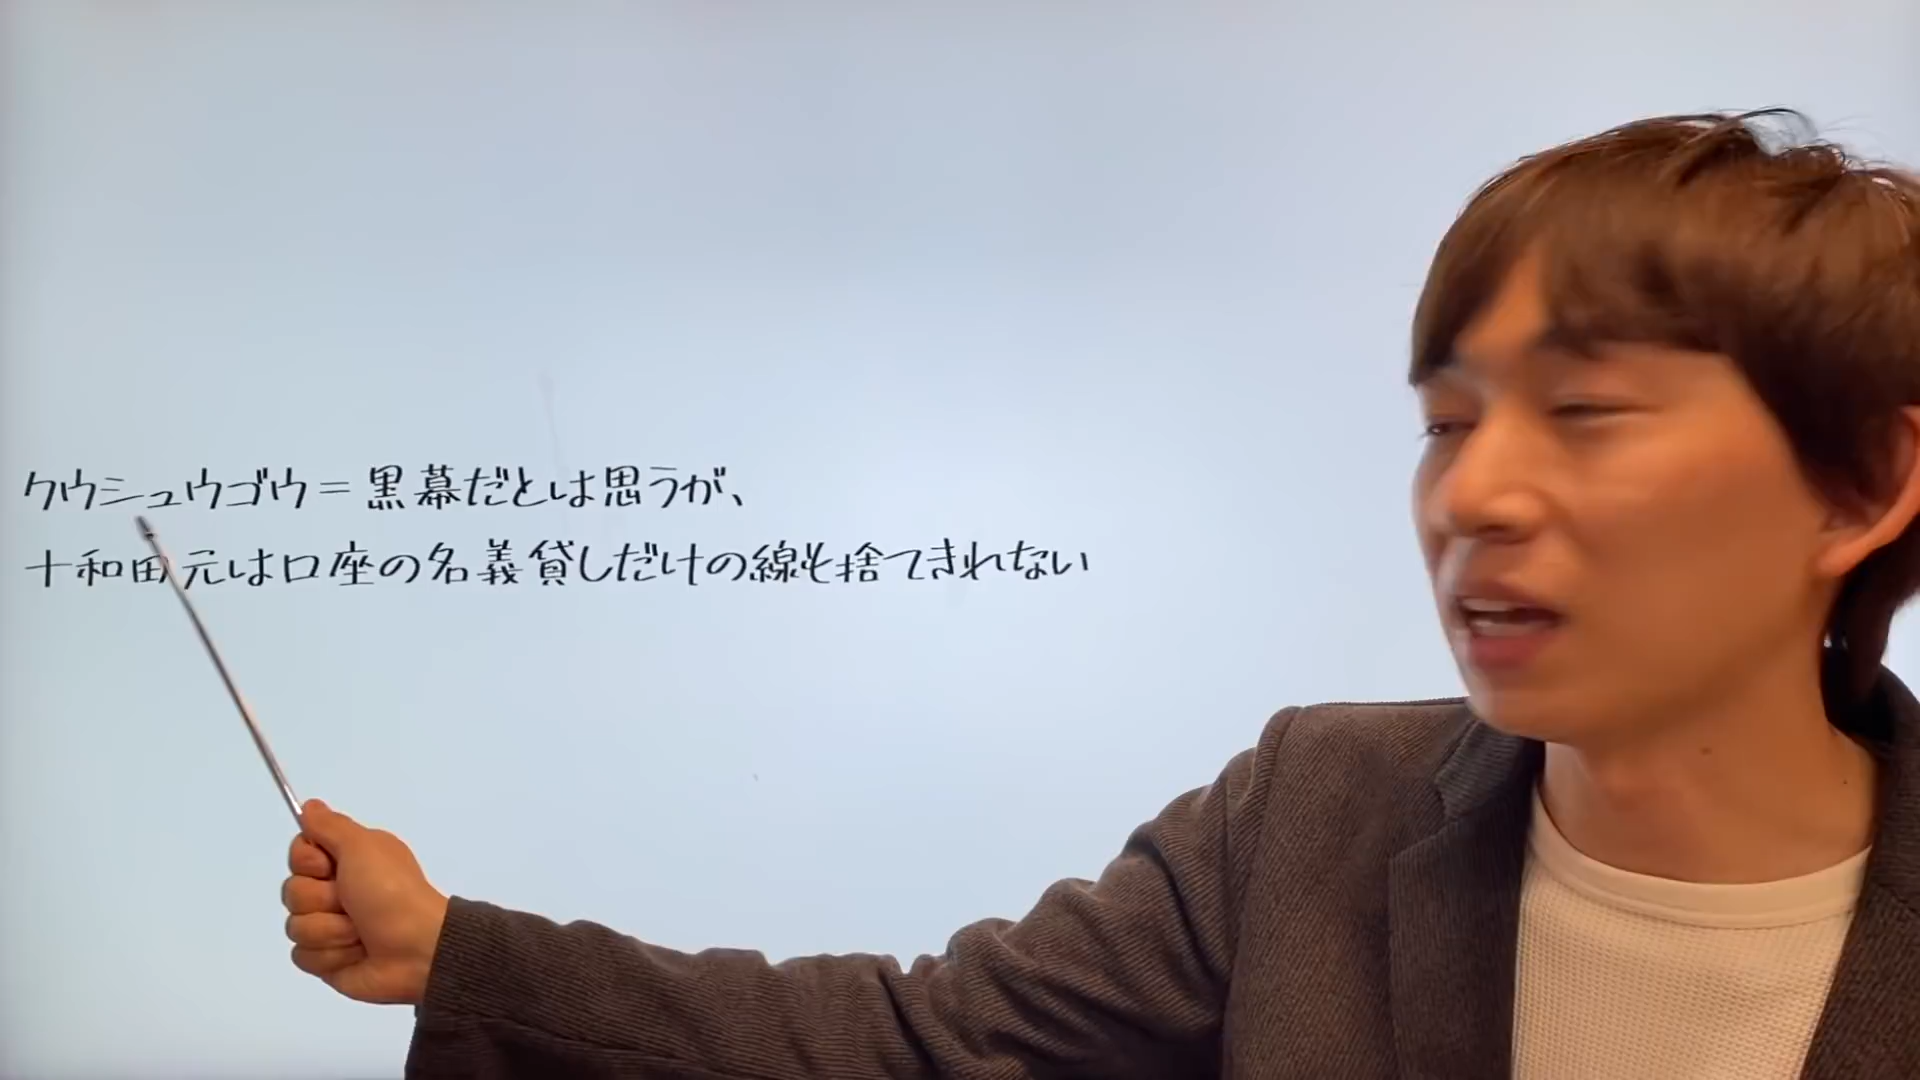 クウシュウゴウ＝黒幕だとは思うが、
十和田元は口座の名義貸しだけの線も捨てきれない